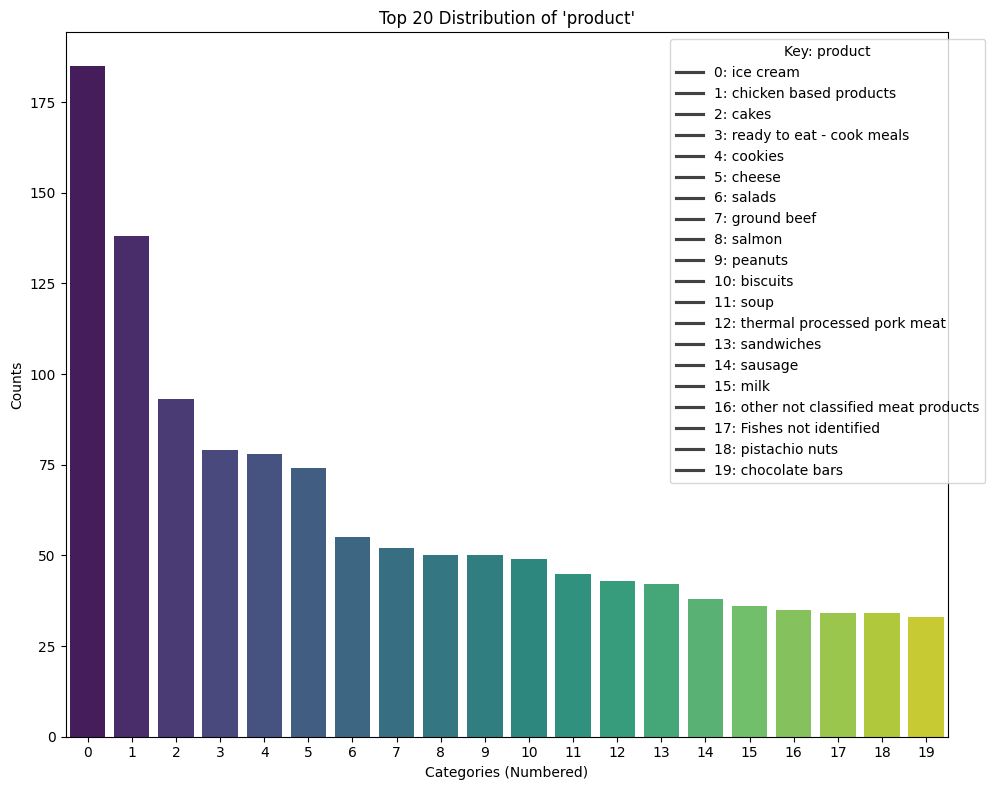 Top 20 Distribution of 'product'
Key: product
0: ice cream
1: chicken based products
2: cakes
3: ready to eat - cook meals
4: cookies
5: cheese
6: salads
7: ground beef
8: salmon
9: peanuts
10: biscuits
11: soup
12: thermal processed pork meat
13: sandwiches
14: sausage
15: milk
16: other not classified meat products
17: Fishes not identified
18: pistachio nuts
19: chocolate bars
Counts
175
150
125
100
75
50
25
0
0 1 2 3 4 5 6 7 8 9 10 11 12 13 14 15 16 17 18 19
Categories (Numbered)